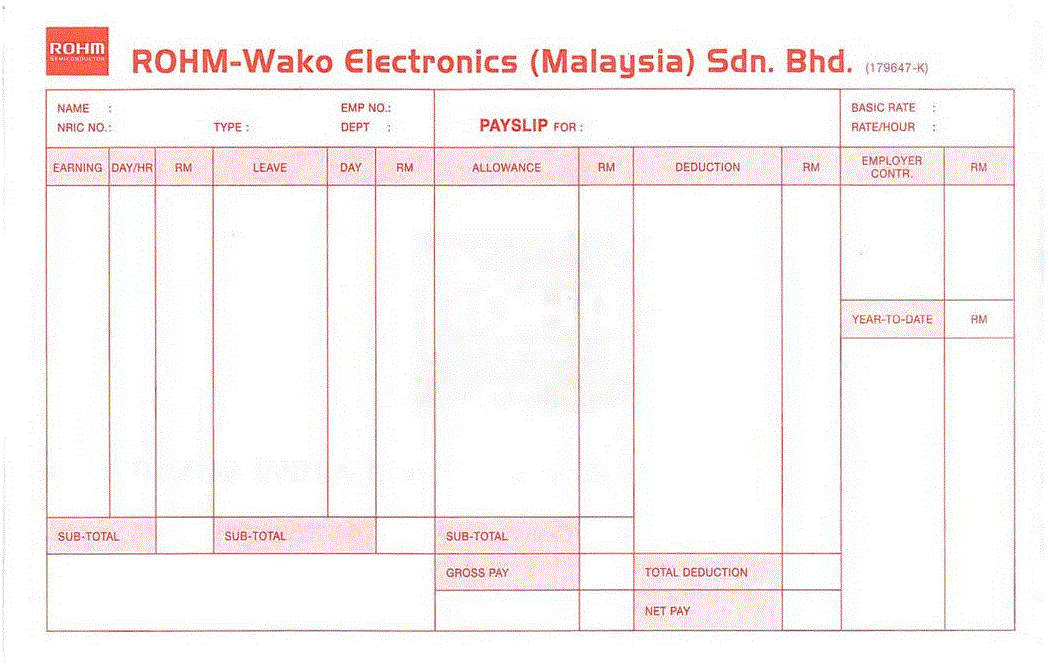 ROHM
SEMICONDUCTOR
ROHM-Wako Electronics (Malaysia) Sdn. Bhd. (179647-K)
NAME : EMP NO.: BASIC RATE :
NRIC NO.: TYPE : DEPT : PAYSLIP FOR : RATE/HOUR :
EARNING DAY/HR RM LEAVE DAY RM ALLOWANCE RM DEDUCTION RM EMPLOYER CONTR. RM
YEAR-TO-DATE RM
SUB-TOTAL SUB-TOTAL SUB-TOTAL
GROSS PAY TOTAL DEDUCTION
NET PAY